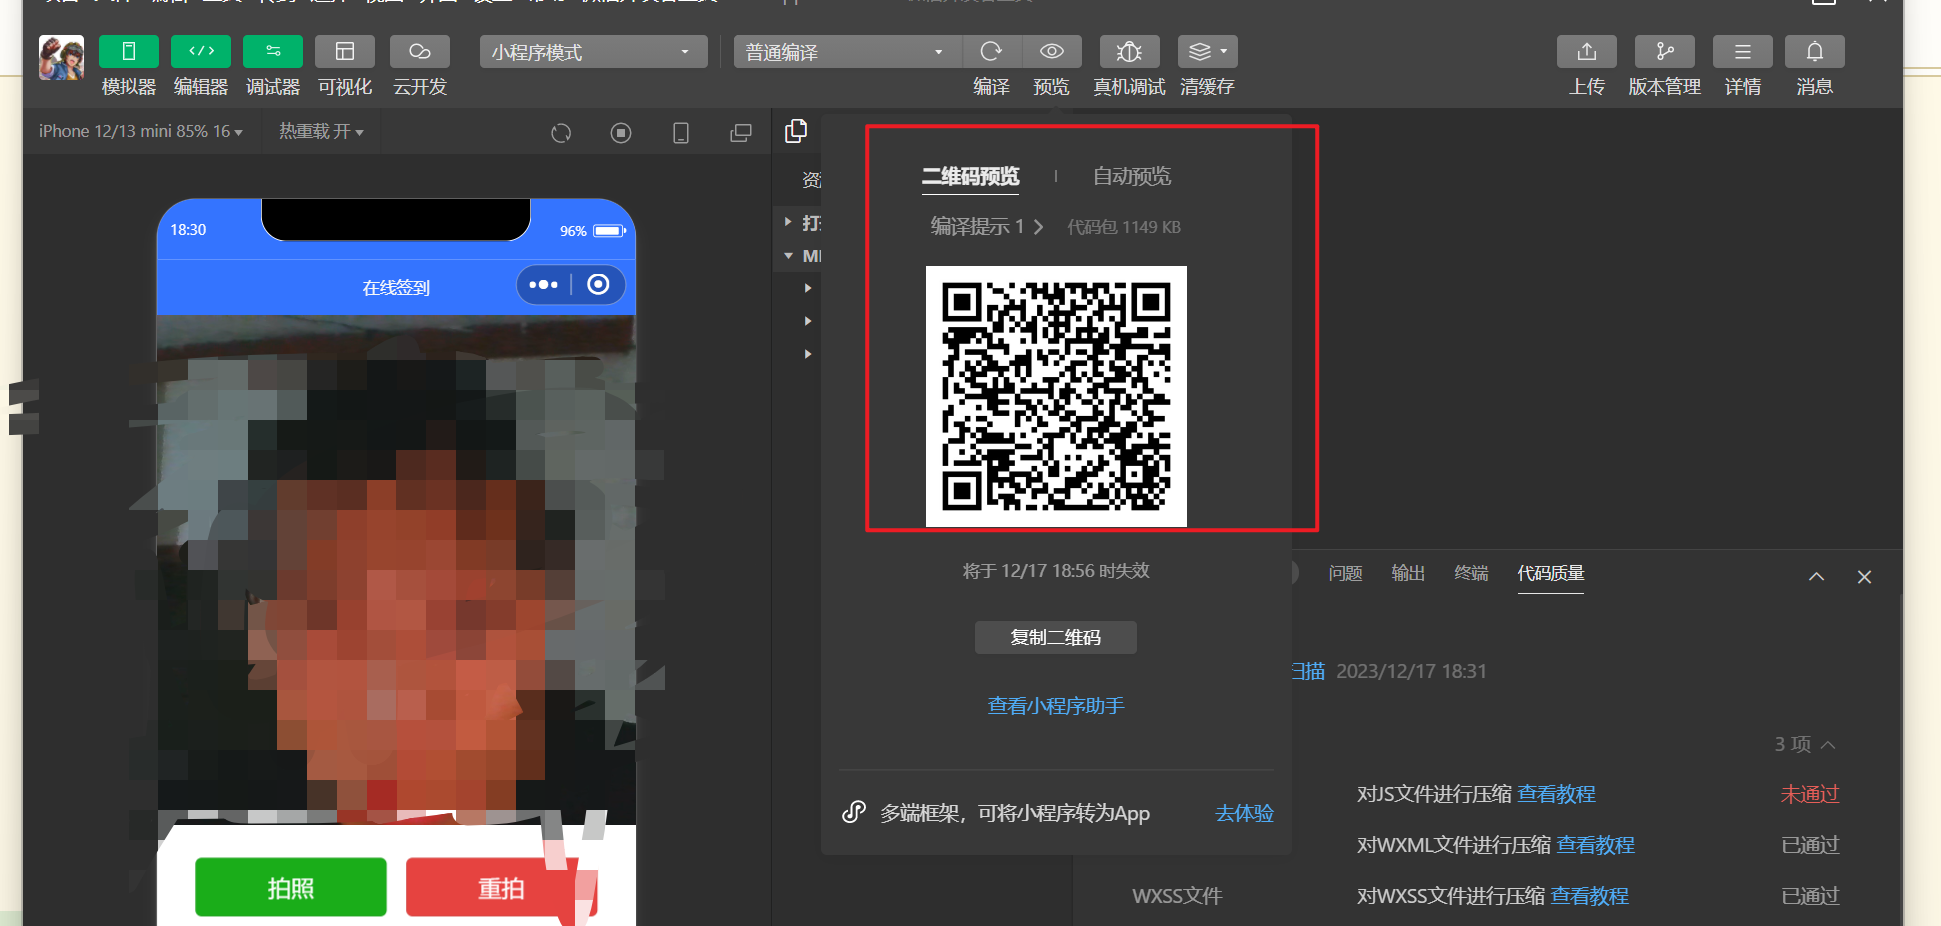 小程序模式
普通编译
模拟器 编辑器 调试器 可视化 云开发
编译 预览 真机调试 清缓存
上传 版本管理 详情 消息
iPhone 12/13 mini 85% 16
热重载 开
18:30
96%
在线签到
拍照
重拍
二维码预览
自动预览
编译提示 1
代码包 1149 KB
将于 12/17 18:56 时失效
复制二维码
查看小程序助手
多端框架，可将小程序转为App
去体验
问题 输出 终端 代码质量
扫描 2023/12/17 18:31
3 项
对JS文件进行压缩 查看教程 未通过
对WXML文件进行压缩 查看教程 已通过
WXSS文件 对WXSS文件进行压缩 查看教程 已通过